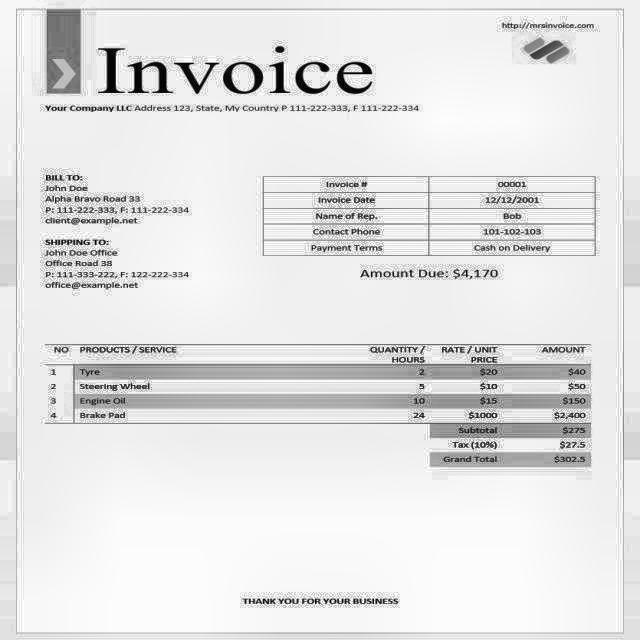 http://mrsinvoice.com
Invoice
Your Company LLC Address 123, State, My Country P 111-222-333, F 111-222-334
BILL TO:
John Doe
Alpha Bravo Road 33
P: 111-222-333, F: 111-222-334
client@example.net
SHIPPING TO:
John Doe Office
Office Road 38
P: 111-333-222, F: 122-222-334
office@example.net
Invoice # 00001
Invoice Date 12/12/2001
Name of Rep. Bob
Contact Phone 101-102-103
Payment Terms Cash on Delivery
Amount Due: $4,170
NO PRODUCTS / SERVICE QUANTITY / HOURS RATE / UNIT PRICE AMOUNT
1 Tyre 2 $20 $40
2 Steering Wheel 5 $10 $50
3 Engine Oil 10 $15 $150
4 Brake Pad 24 $1000 $2,400
Subtotal $275
Tax (10%) $27.5
Grand Total $302.5
THANK YOU FOR YOUR BUSINESS